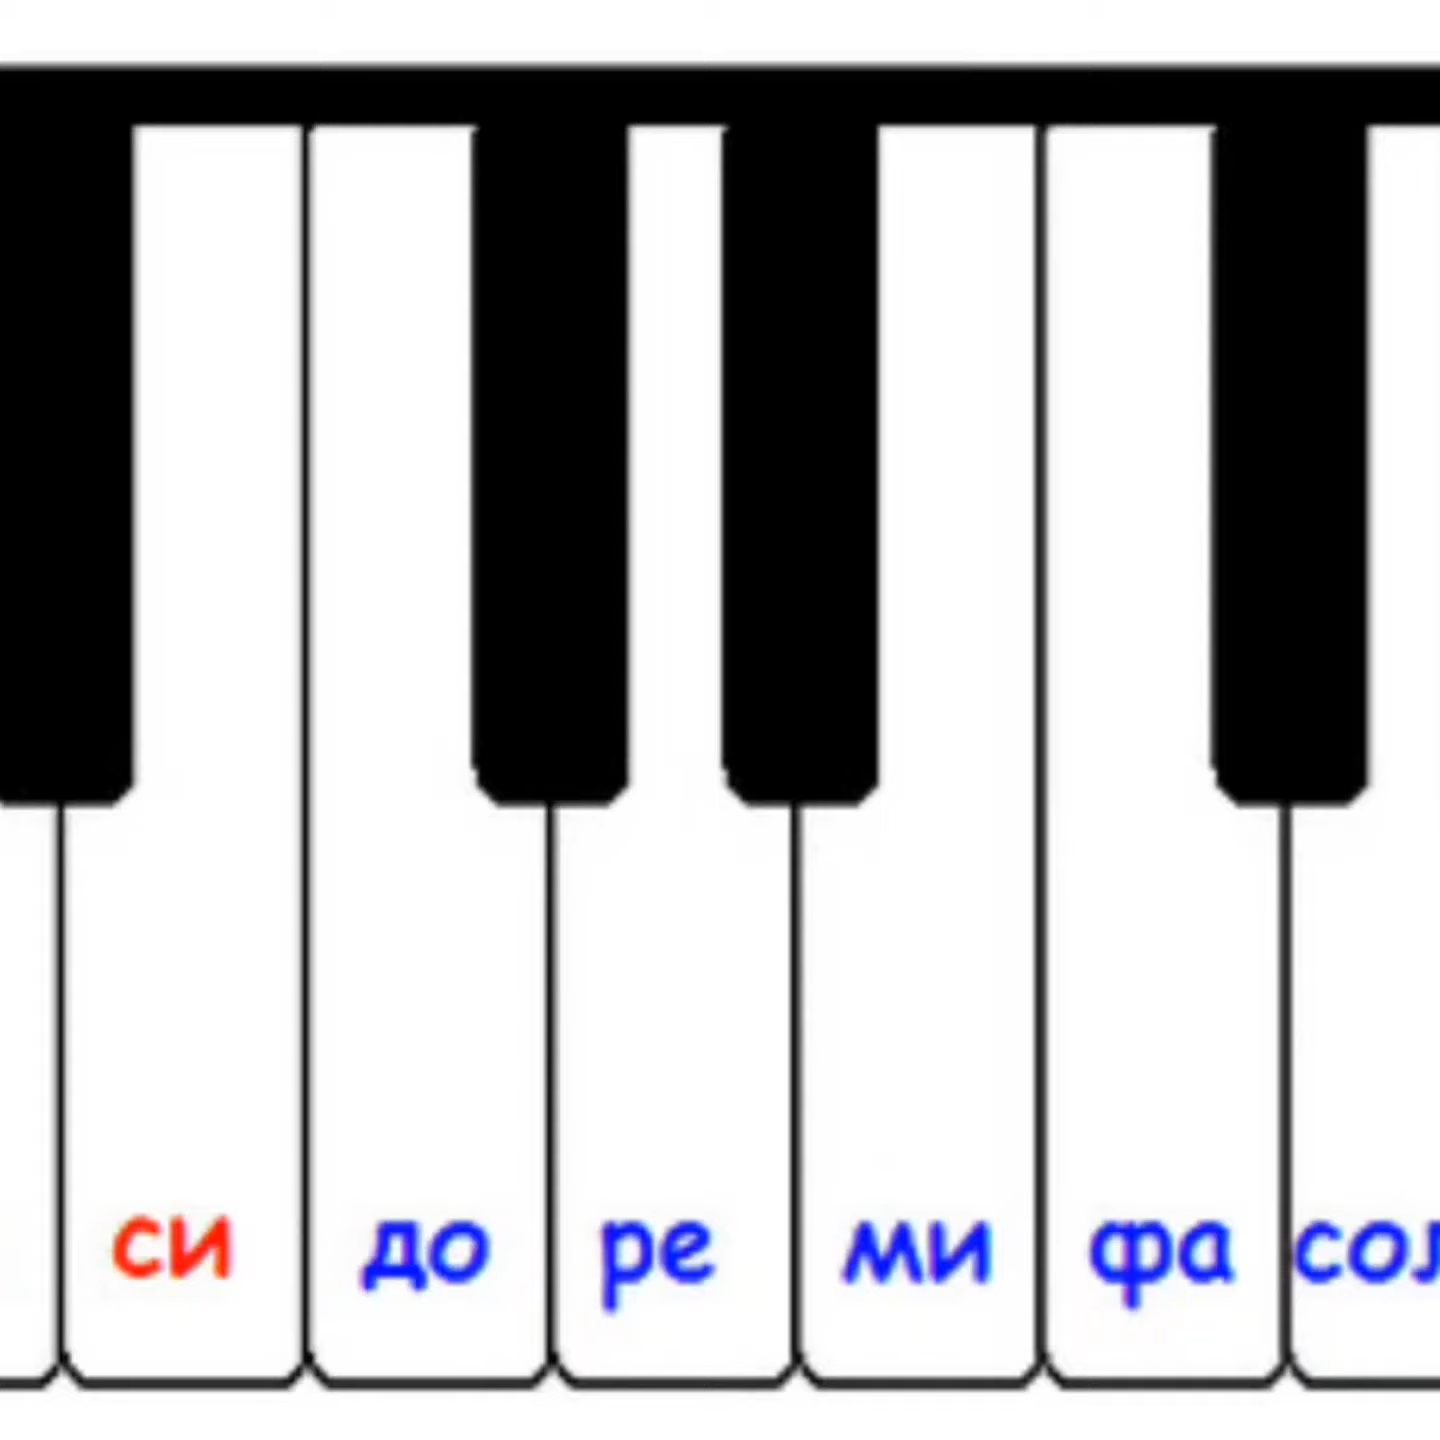 си до ре ми фа сол